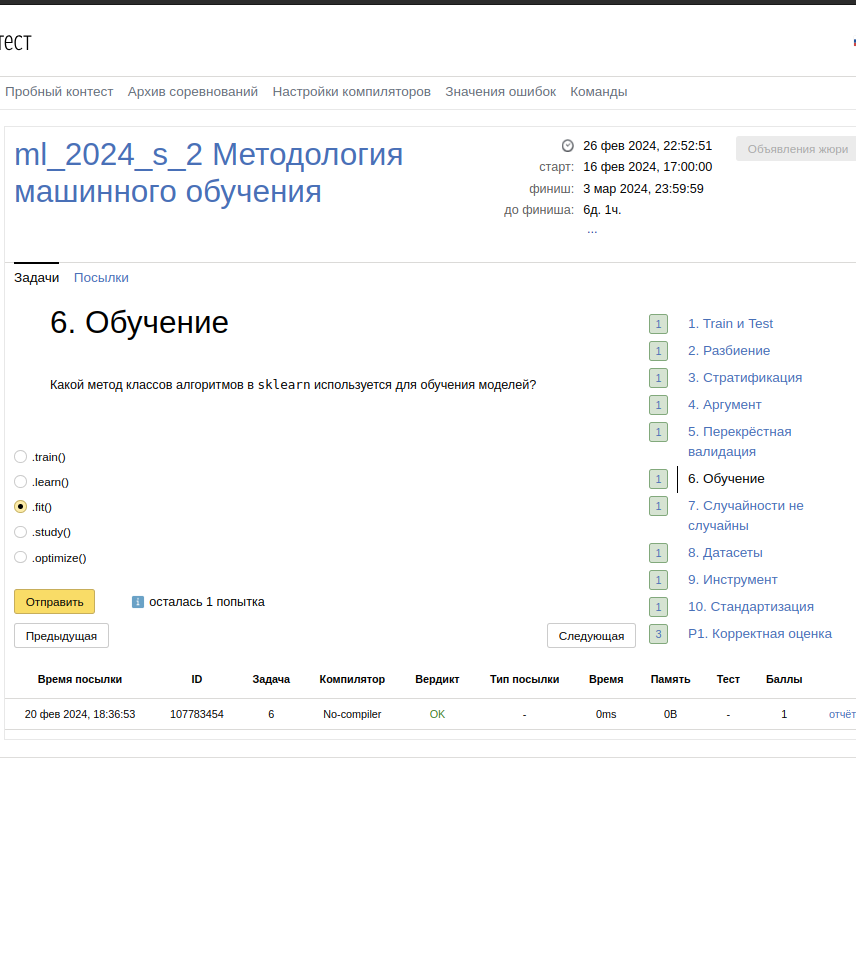 тест
Пробный контест Архив соревнований Настройки компиляторов Значения ошибок Команды
ml_2024_s_2 Методология
машинного обучения
26 фев 2024, 22:52:51
старт: 16 фев 2024, 17:00:00
финиш: 3 мар 2024, 23:59:59
до финиша: 6д. 1ч.
...
Объявления жюри
Задачи Посылки
6. Обучение
Какой метод классов алгоритмов в sklearn используется для обучения моделей?
.train()
.learn()
.fit()
.study()
.optimize()
Отправить осталась 1 попытка
Предыдущая Следующая
1 1. Train и Test
1 2. Разбиение
1 3. Стратификация
1 4. Аргумент
1 5. Перекрёстная
валидация
1 6. Обучение
1 7. Случайности не
случайны
1 8. Датасеты
1 9. Инструмент
1 10. Стандартизация
3 P1. Корректная оценка
Время посылки ID Задача Компилятор Вердикт Тип посылки Время Память Тест Баллы
20 фев 2024, 18:36:53 107783454 6 No-compiler OK - 0ms 0B - 1 отчёт